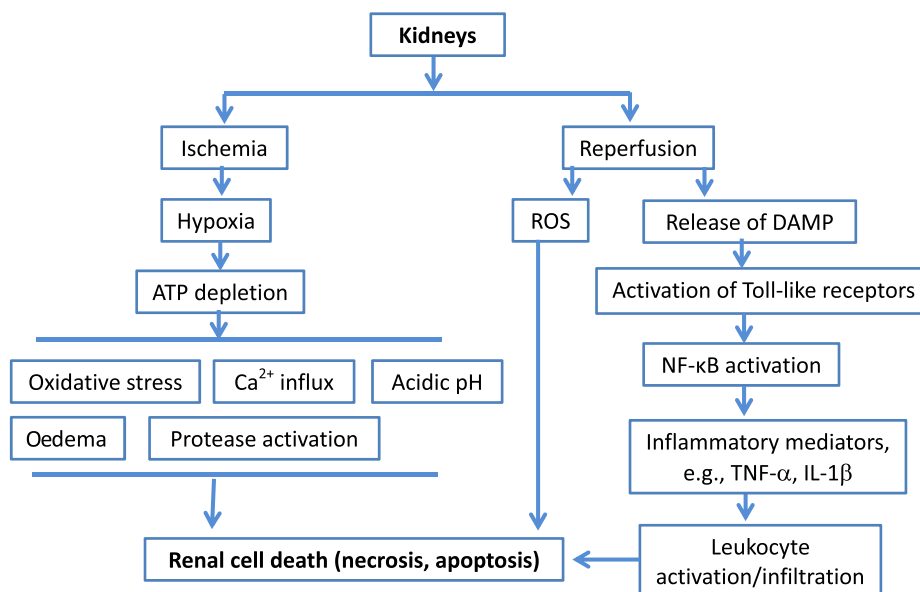 Kidneys
Ischemia
Reperfusion
Hypoxia
ROS
Release of DAMP
ATP depletion
Activation of Toll-like receptors
Oxidative stress
Ca²⁺ influx
Acidic pH
NF-κB activation
Oedema
Protease activation
Inflammatory mediators,
e.g., TNF-α, IL-1β
Renal cell death (necrosis, apoptosis)
Leukocyte
activation/infiltration